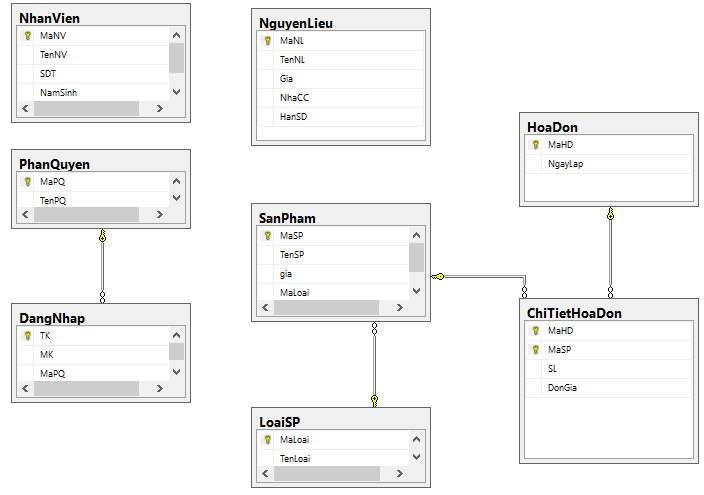 NhanVien
MaNV
TenNV
SDT
NamSinh
PhanQuyen
MaPQ
TenPQ
DangNhap
TK
MK
MaPQ
NguyenLieu
MaNL
TenNL
Gia
NhaCC
HanSD
SanPham
MaSP
TenSP
gia
MaLoai
LoaiSP
MaLoai
TenLoai
HoaDon
MaHD
NgayLap
ChiTietHoaDon
MaHD
MaSP
SL
DonGia